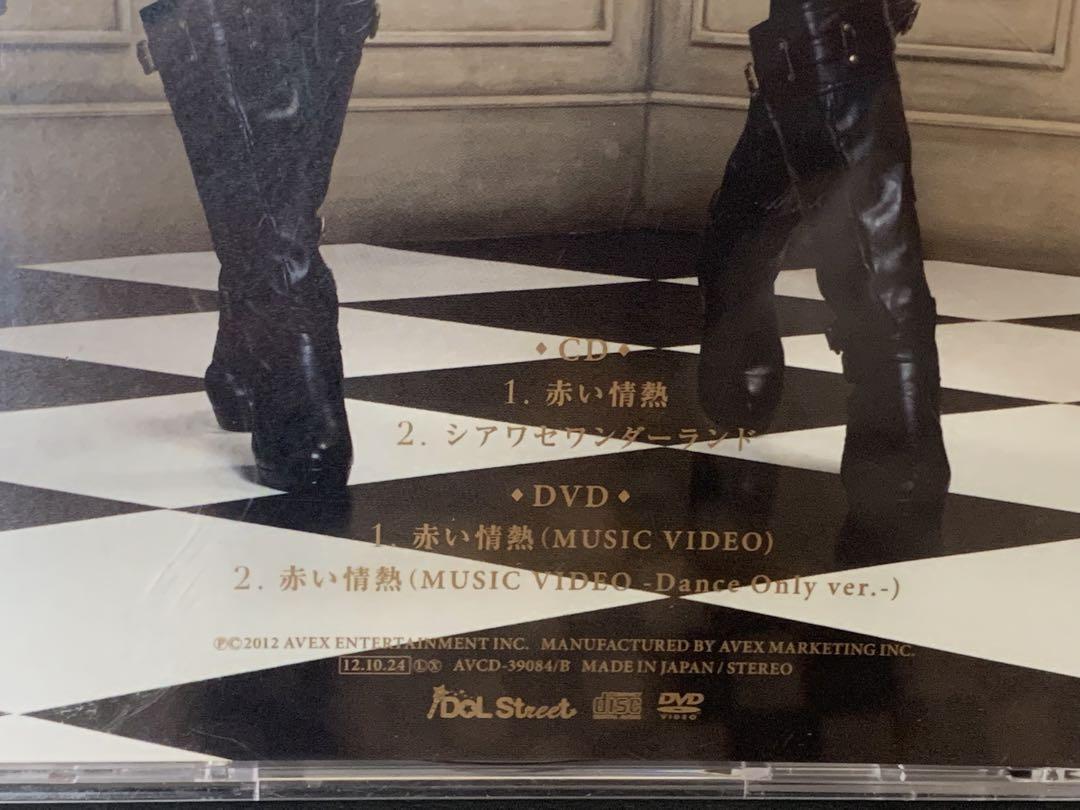 ◆CD◆
1. 赤い情熱
2. シアワセワンダーランド
◆DVD◆
1. 赤い情熱(MUSIC VIDEO)
2. 赤い情熱(MUSIC VIDEO -Dance Only ver.-)
℗©2012 AVEX ENTERTAINMENT INC. MANUFACTURED BY AVEX MARKETING INC.
12.10.24 Ⓛ Ⓧ AVCD-39084/B MADE IN JAPAN / STEREO
iDOL Street disc DVD VIDEO